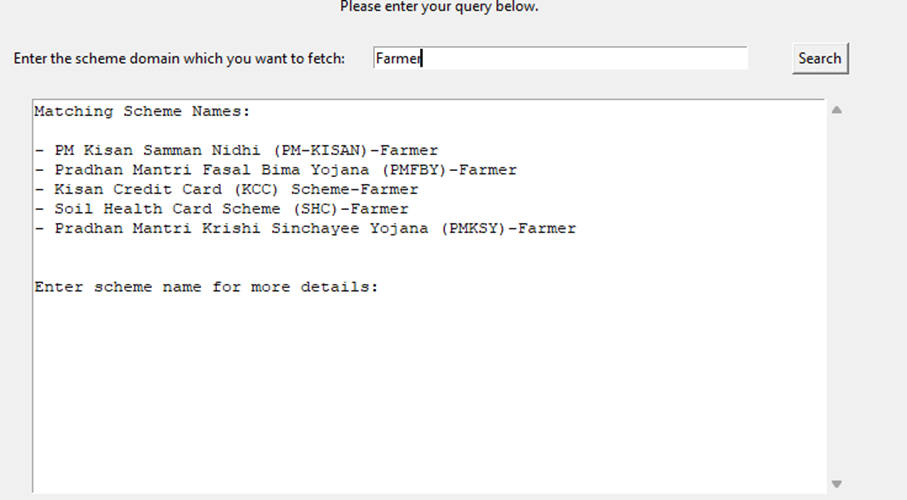 Please enter your query below.
Enter the scheme domain which you want to fetch: Farmer Search
Matching Scheme Names:
- PM Kisan Samman Nidhi (PM-KISAN)-Farmer
- Pradhan Mantri Fasal Bima Yojana (PMFBY)-Farmer
- Kisan Credit Card (KCC) Scheme-Farmer
- Soil Health Card Scheme (SHC)-Farmer
- Pradhan Mantri Krishi Sinchayee Yojana (PMKSY)-Farmer
Enter scheme name for more details: